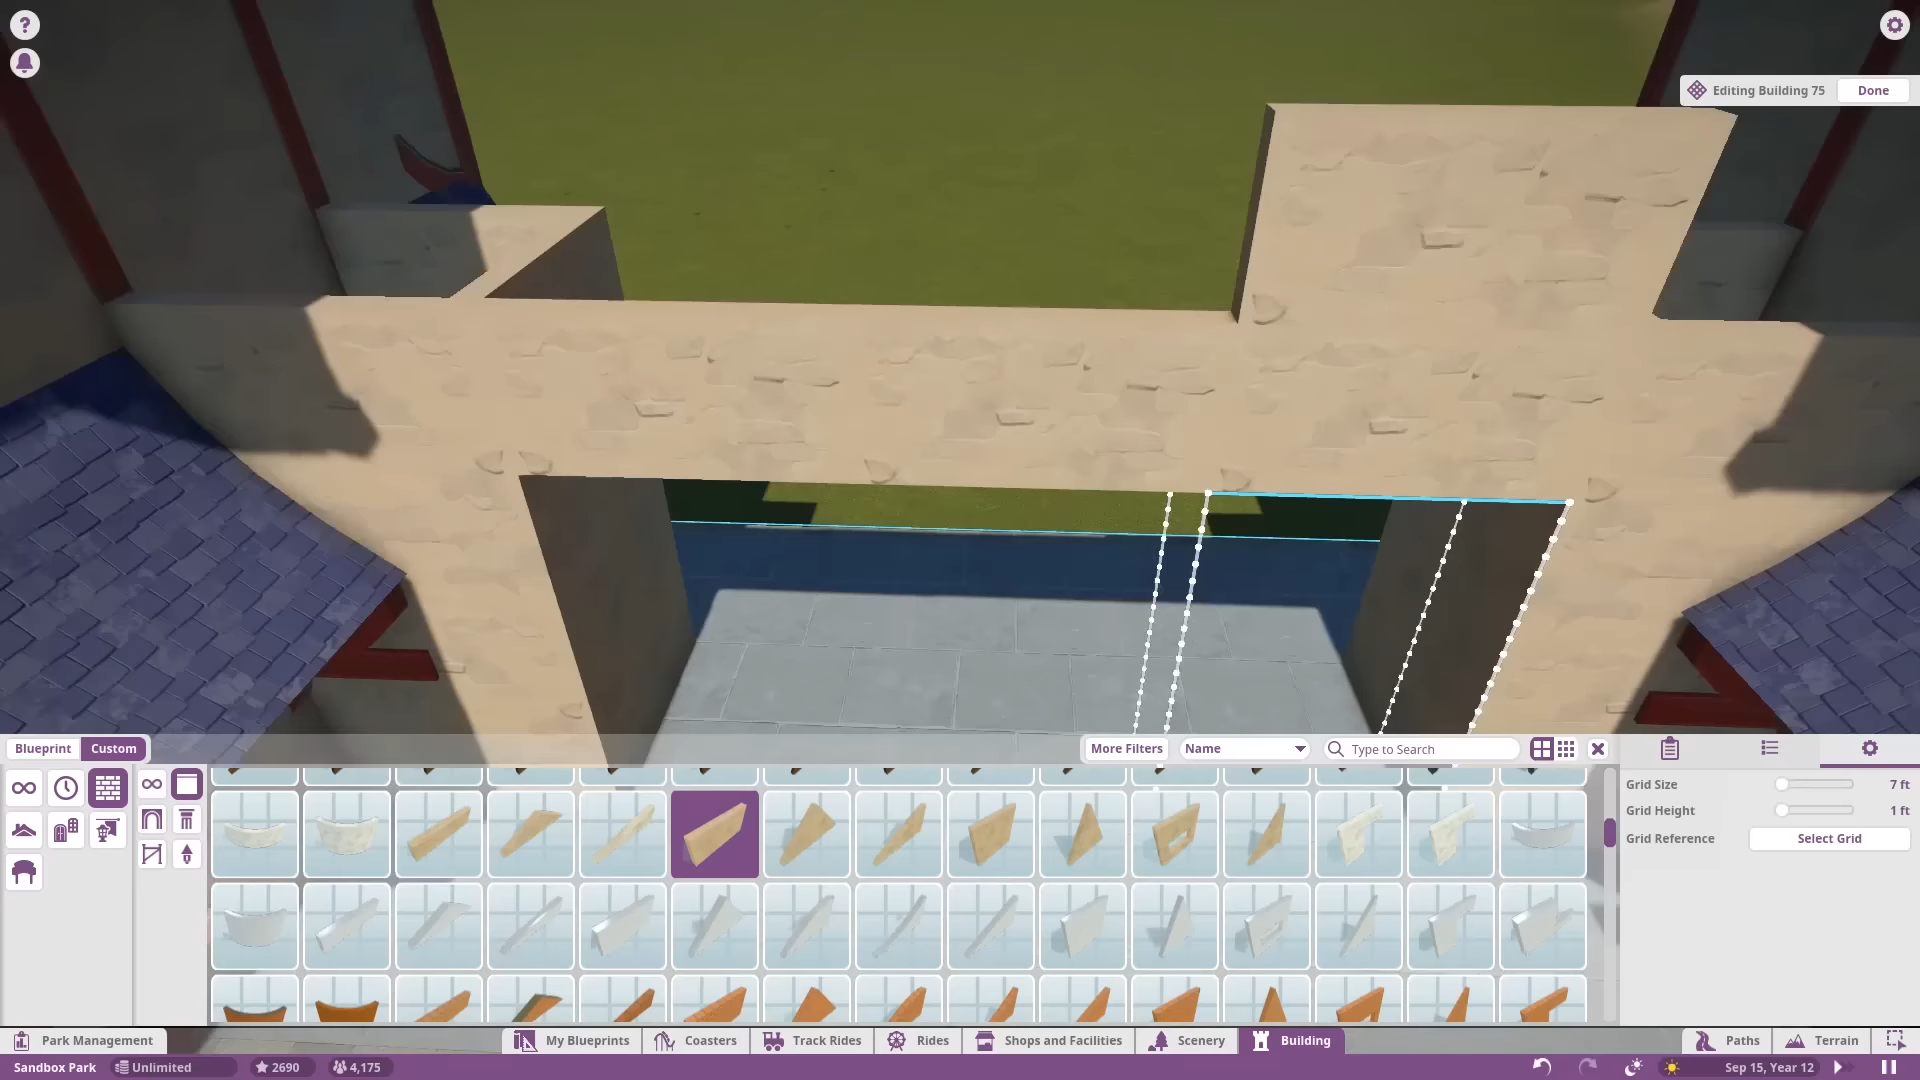 ?
Editing Building 75
Done
Blueprint
Custom
More Filters
Name
Type to Search
Grid Size
7 ft
Grid Height
1 ft
Grid Reference
Select Grid
Park Management
My Blueprints
Coasters
Track Rides
Rides
Shops and Facilities
Scenery
Building
Paths
Terrain
Sandbox Park
Unlimited
2690
4,175
Sep 15, Year 12